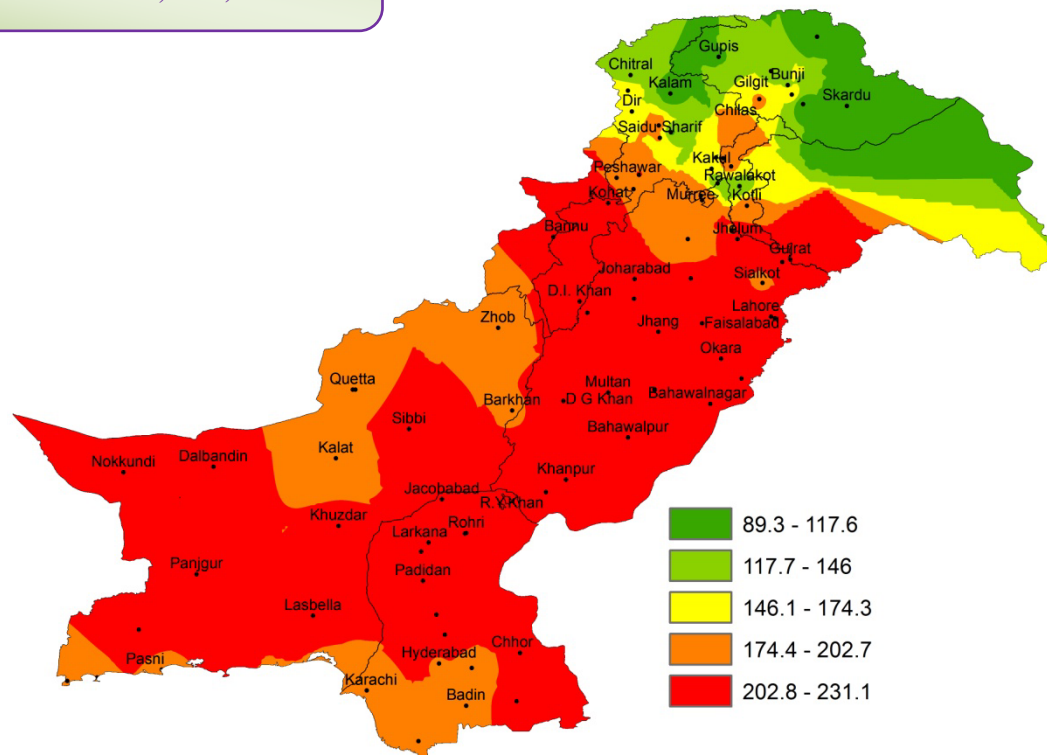 Gupis
Chitral
Kalam
Gilgit
Bunji
Skardu
Dir
Chilas
Saidu Sharif
Kakul
Peshawar
Rawalakot
Kohat
Murree
Kotli
Bannu
Jhelum
Gujrat
Joharabad
Sialkot
D.I. Khan
Lahore
Zhob
Jhang
Faisalabad
Okara
Quetta
Multan
Barkhan
D G Khan
Bahawalnagar
Sibbi
Bahawalpur
Kalat
Nokkundi
Dalbandin
Khanpur
Jacobabad
R.Y.Khan
Khuzdar
Rohri
Larkana
Panjgur
Padidan
Lasbella
Chhor
Pasni
Hyderabad
Karachi
Badin
89.3 - 117.6
117.7 - 146
146.1 - 174.3
174.4 - 202.7
202.8 - 231.1